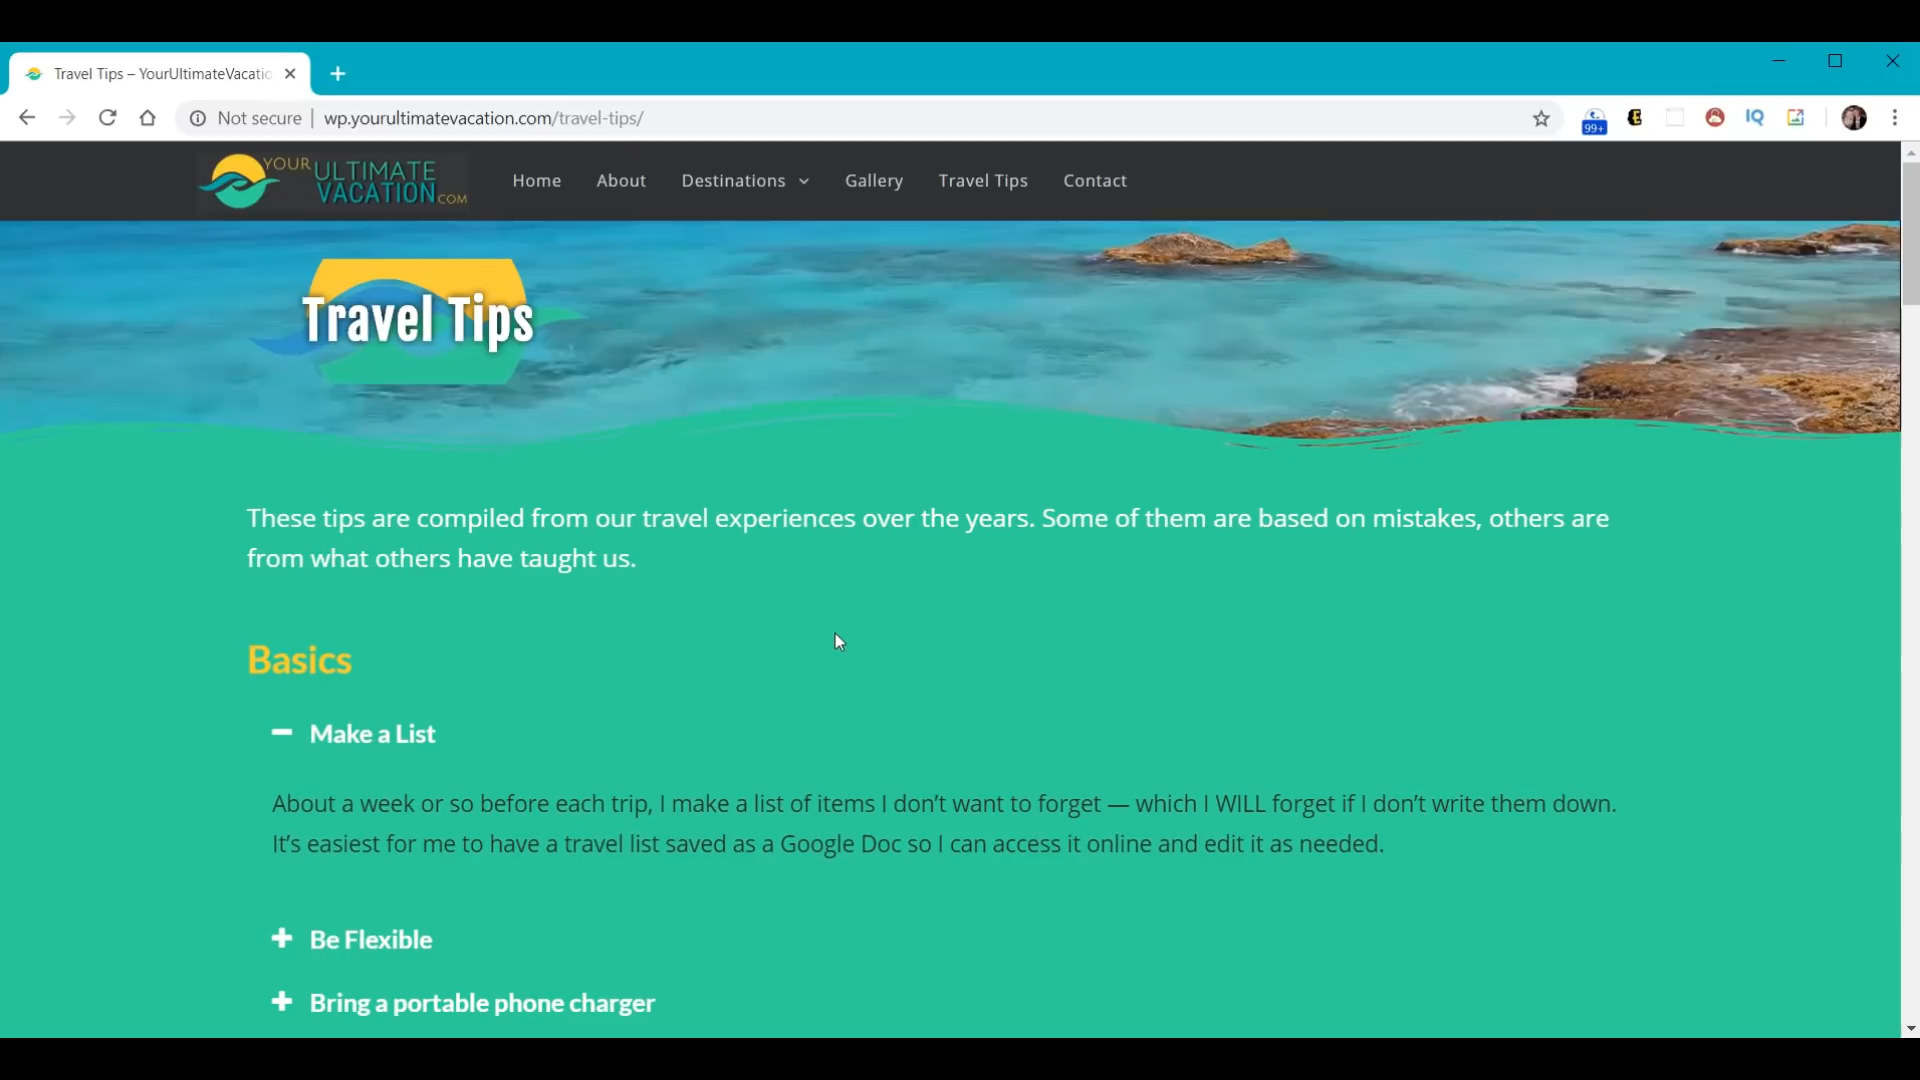 Travel Tips – YourUltimateVacatio
Not secure | wp.yourultimatevacation.com/travel-tips/
99+
E
IQ
YOUR ULTIMATE VACATION.COM
Home About Destinations Gallery Travel Tips Contact
Travel Tips
These tips are compiled from our travel experiences over the years. Some of them are based on mistakes, others are
from what others have taught us.
Basics
Make a List
About a week or so before each trip, I make a list of items I don’t want to forget — which I WILL forget if I don’t write them down.
It’s easiest for me to have a travel list saved as a Google Doc so I can access it online and edit it as needed.
Be Flexible
Bring a portable phone charger